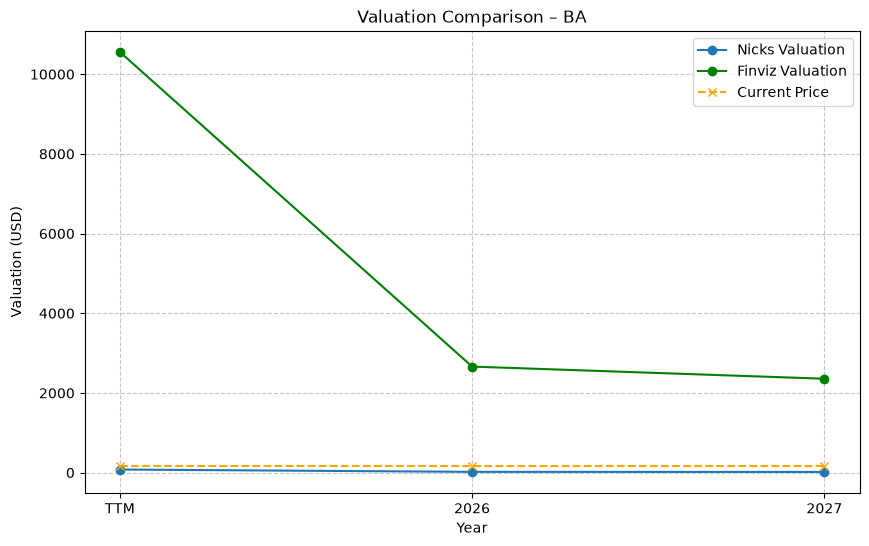 Valuation Comparison – BA
Nicks Valuation
Finviz Valuation
Current Price
Valuation (USD)
10000
8000
6000
4000
2000
0
TTM
2026
2027
Year